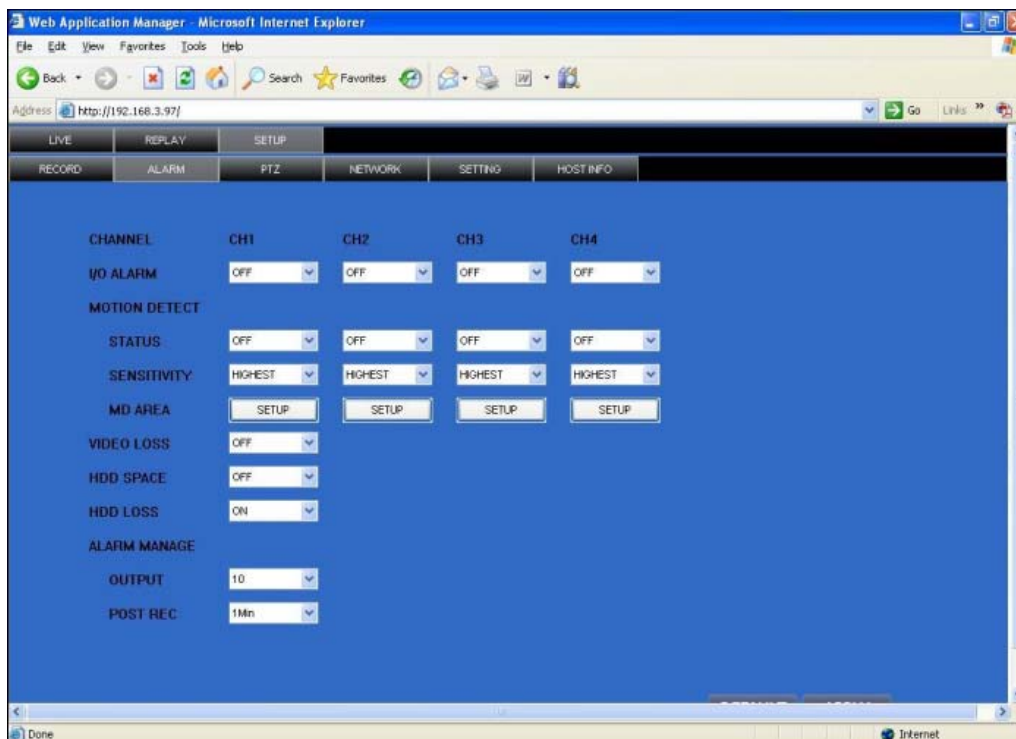 Web Application Manager - Microsoft Internet Explorer
File Edit View Favorites Tools Help
Back Search Favorites
Address http://192.168.3.97/ Go Links
LIVE REPLAY SETUP
RECORD ALARM PTZ NETWORK SETTING HOST INFO
CHANNEL CH1 CH2 CH3 CH4
I/O ALARM OFF OFF OFF OFF
MOTION DETECT
STATUS OFF OFF OFF OFF
SENSITIVITY HIGHEST HIGHEST HIGHEST HIGHEST
MD AREA SETUP SETUP SETUP SETUP
VIDEO LOSS OFF
HDD SPACE OFF
HDD LOSS ON
ALARM MANAGE
OUTPUT 10
POST REC 1Min
Done Internet